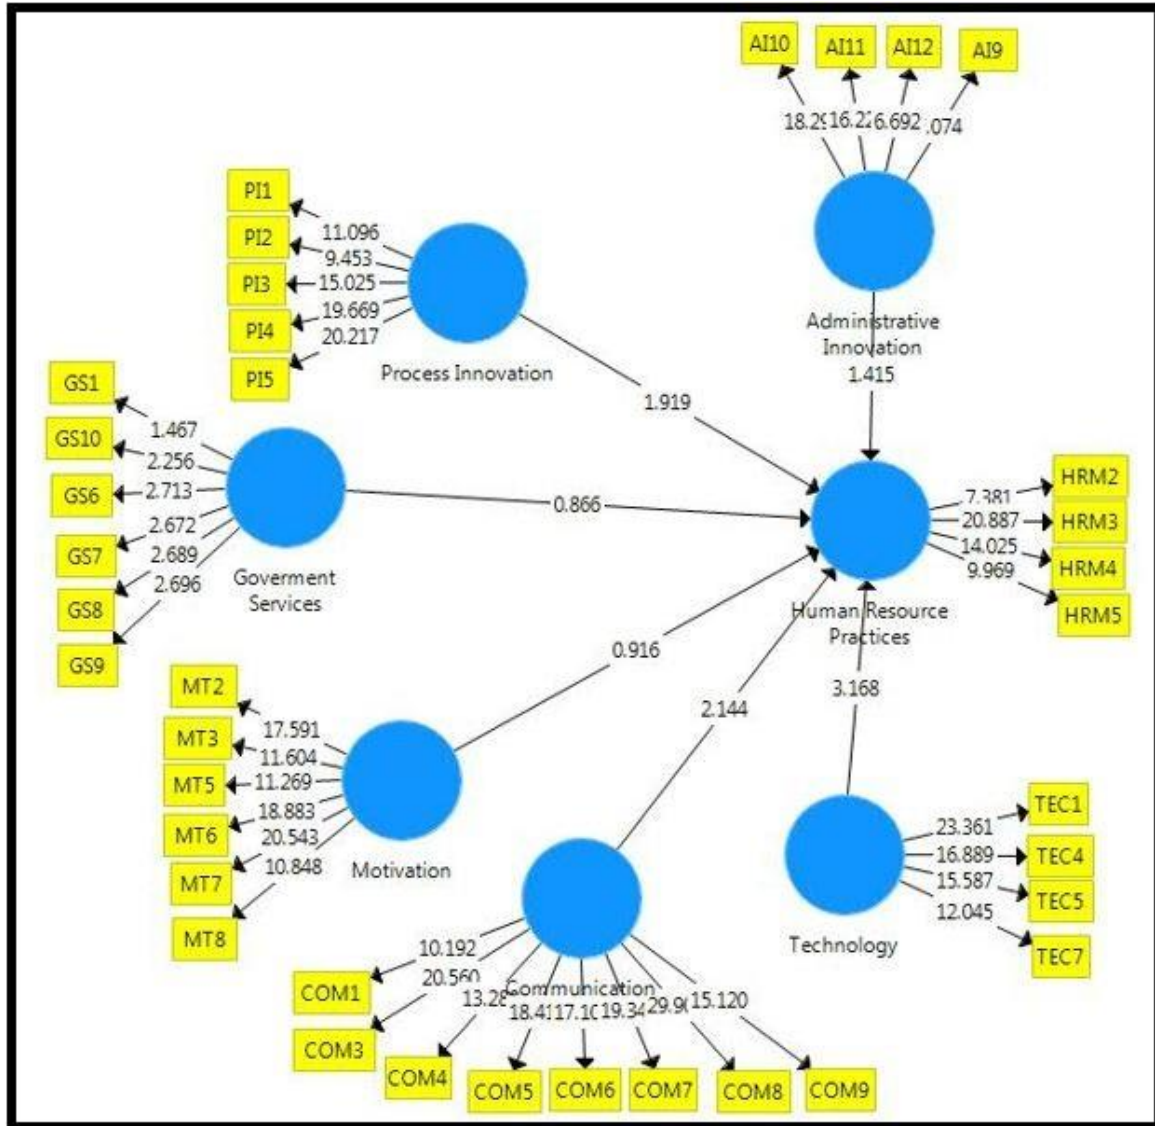 AI10
AI11
AI12
AI9
6.692
PI1
PI2
PI3
PI4
PI5
11.096
9.453
15.025
19.669
20.217
Process Innovation
Administrative
Innovation
1.415
1.919
GS1
GS10
GS6
GS7
GS8
GS9
1.467
2.256
2.713
2.672
2.689
2.696
Goverment
Services
0.866
HRM2
HRM3
HRM4
HRM5
7.381
20.887
14.025
9.969
Human Resource
Practices
0.916
2.144
3.168
MT2
MT3
MT5
MT6
MT7
MT8
17.591
11.604
11.269
18.883
20.543
10.848
Motivation
TEC1
TEC4
TEC5
TEC7
23.361
16.889
15.587
12.045
Technology
Communication
10.192
20.560
15.120
COM1
COM3
COM4
COM5
COM6
COM7
COM8
COM9